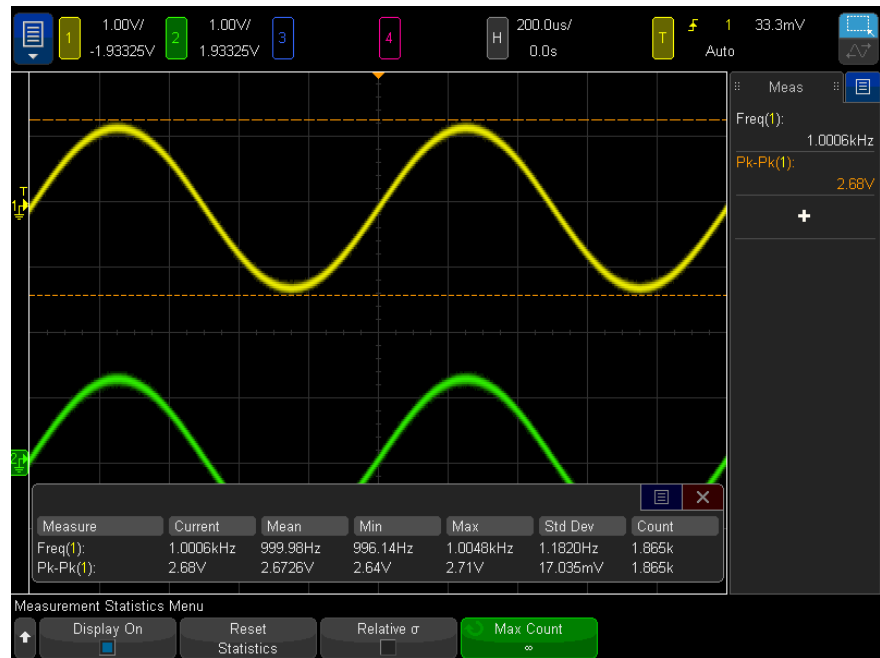 1 1.00V/ 2 1.00V/ 3 4 H 200.0us/ T 1 33.3mV
-1.93325V 1.93325V 0.0s Auto
Meas
Freq(1):
1.0006kHz
Pk-Pk(1):
2.68V
+
T
1
2
Measure Current Mean Min Max Std Dev Count
Freq(1): 1.0006kHz 999.98Hz 996.14Hz 1.0048kHz 1.1820Hz 1.865k
Pk-Pk(1): 2.68V 2.6726V 2.64V 2.71V 17.035mV 1.865k
Measurement Statistics Menu
Display On Reset Relative σ Max Count
Statistics ∞